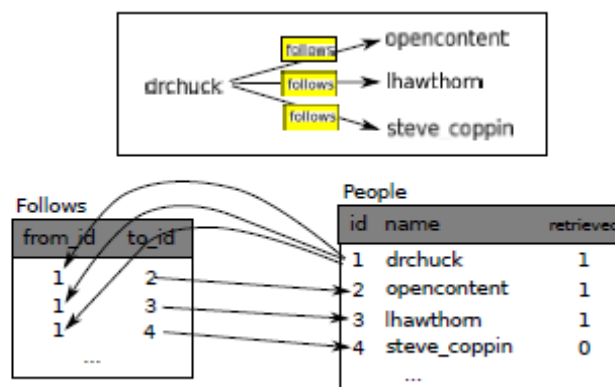 follows opencontent
drchuck follows lhawthorn
follows steve coppin
People
Follows
id name retrieved
from_id to_id
1 drchuck 1
1 2
2 opencontent 1
1 3
3 lhawthorn 1
1 4
4 steve_coppin 0
...
...